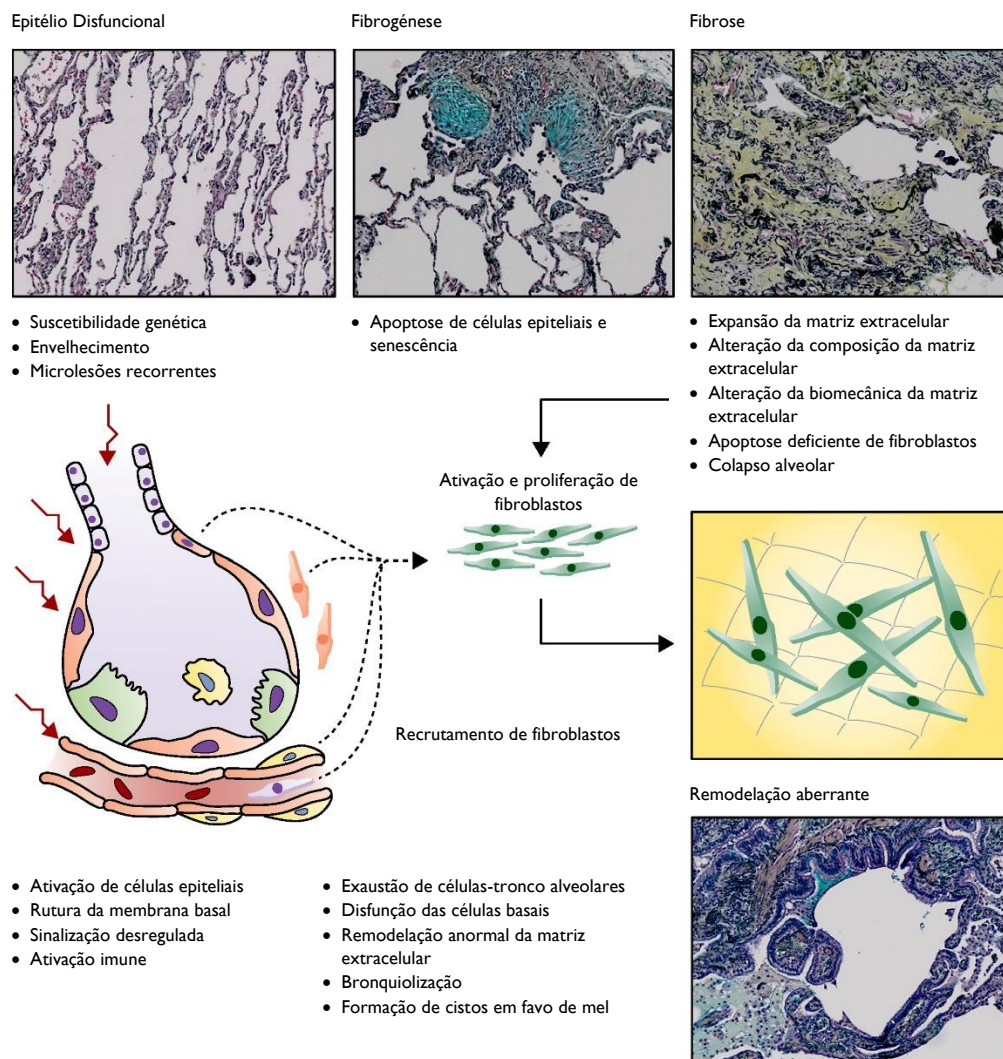 Epitélio Disfuncional
Fibrogénese
Fibrose
• Suscetibilidade genética
• Envelhecimento
• Microlesões recorrentes
• Apoptose de células epiteliais e
senescência
• Expansão da matriz extracelular
• Alteração da composição da matriz
extracelular
• Alteração da biomecânica da matriz
extracelular
• Apoptose deficiente de fibroblastos
• Colapso alveolar
Ativação e proliferação de
fibroblastos
Recrutamento de fibroblastos
Remodelação aberrante
• Ativação de células epiteliais
• Rutura da membrana basal
• Sinalização desregulada
• Ativação imune
• Exaustão de células-tronco alveolares
• Disfunção das células basais
• Remodelação anormal da matriz
extracelular
• Bronquiolização
• Formação de cistos em favo de mel